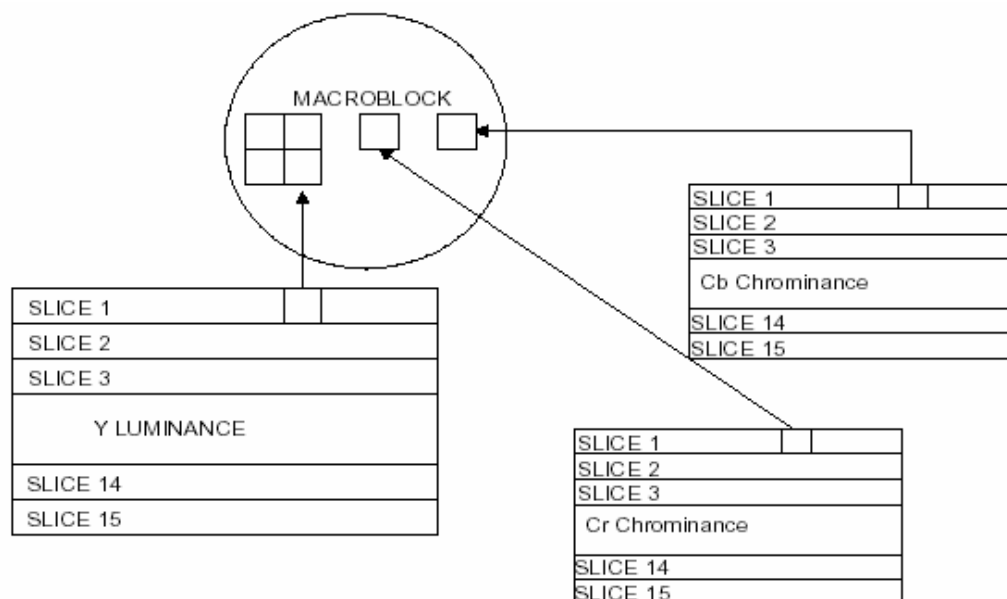 MACROBLOCK
SLICE 1
SLICE 2
SLICE 3
Y LUMINANCE
SLICE 14
SLICE 15
SLICE 1
SLICE 2
SLICE 3
Cb Chrominance
SLICE 14
SLICE 15
SLICE 1
SLICE 2
SLICE 3
Cr Chrominance
SLICE 14
SLICE 15